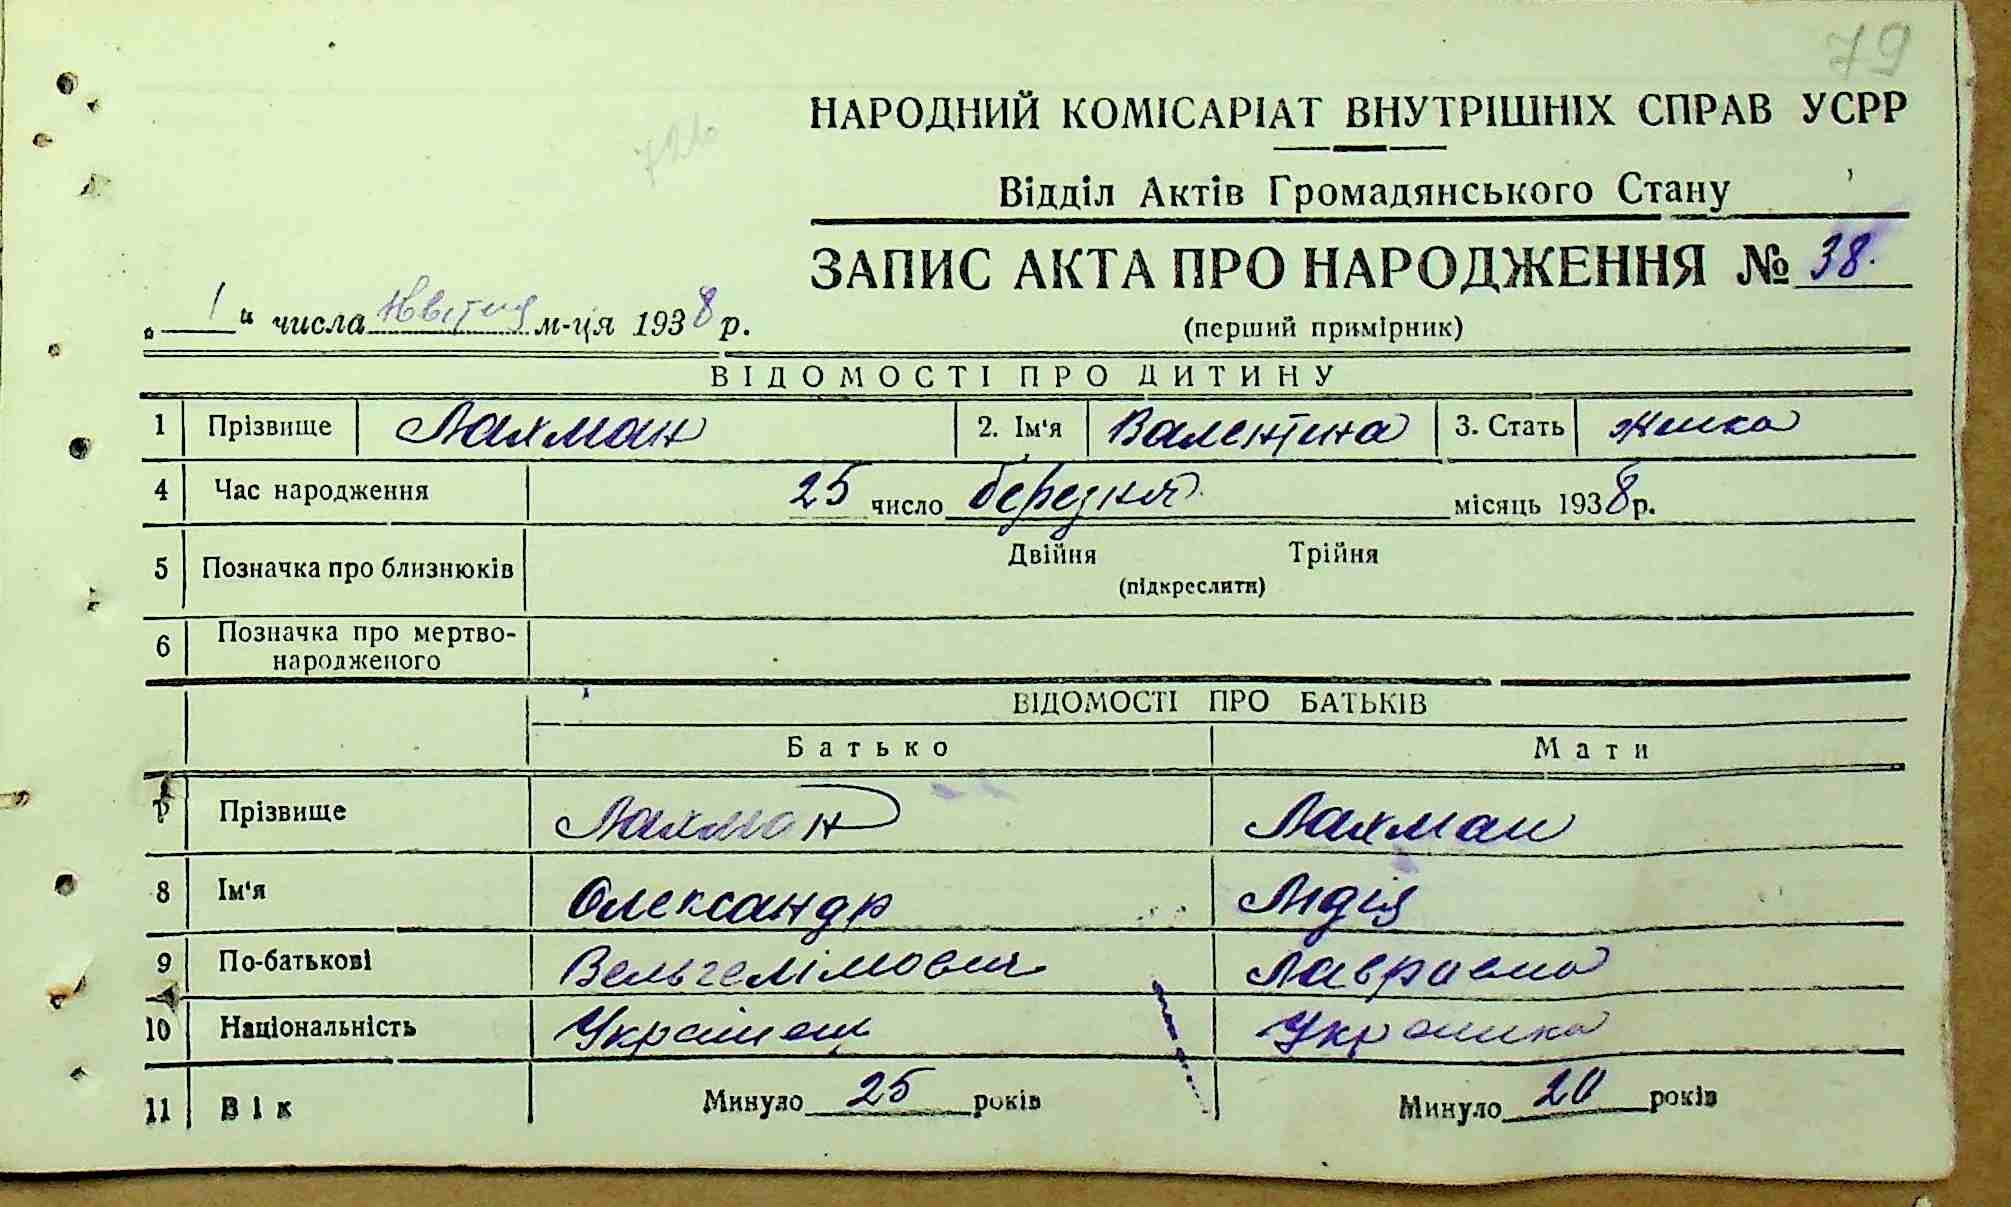 79
НАРОДНИЙ КОМІСАРІАТ ВНУТРІШНІХ СПРАВ УСРР
Відділ Актів Громадянського Стану
ЗАПИС АКТА ПРО НАРОДЖЕННЯ № 38.
„ 1 “ числа Квітня м-ця 1938 р.
(перший примірник)
ВІДОМОСТІ ПРО ДИТИНУ
1 Прізвище Лахман 2. Ім‘я Валентина 3. Стать жінка
4 Час народження 25 число березня місяць 1938 р.
5 Позначка про близнюків Двійня Трійня
(підкреслити)
6 Позначка про мертво-
народженого
ВІДОМОСТІ ПРО БАТЬКІВ
Батько Мати
7 Прізвище Лахман Лахман
8 Ім‘я Олександр Лідія
9 По-батькові Вельгелімович Лавровна
10 Національність Українець Українка
11 Вік Минуло 25 років Минуло 20 років